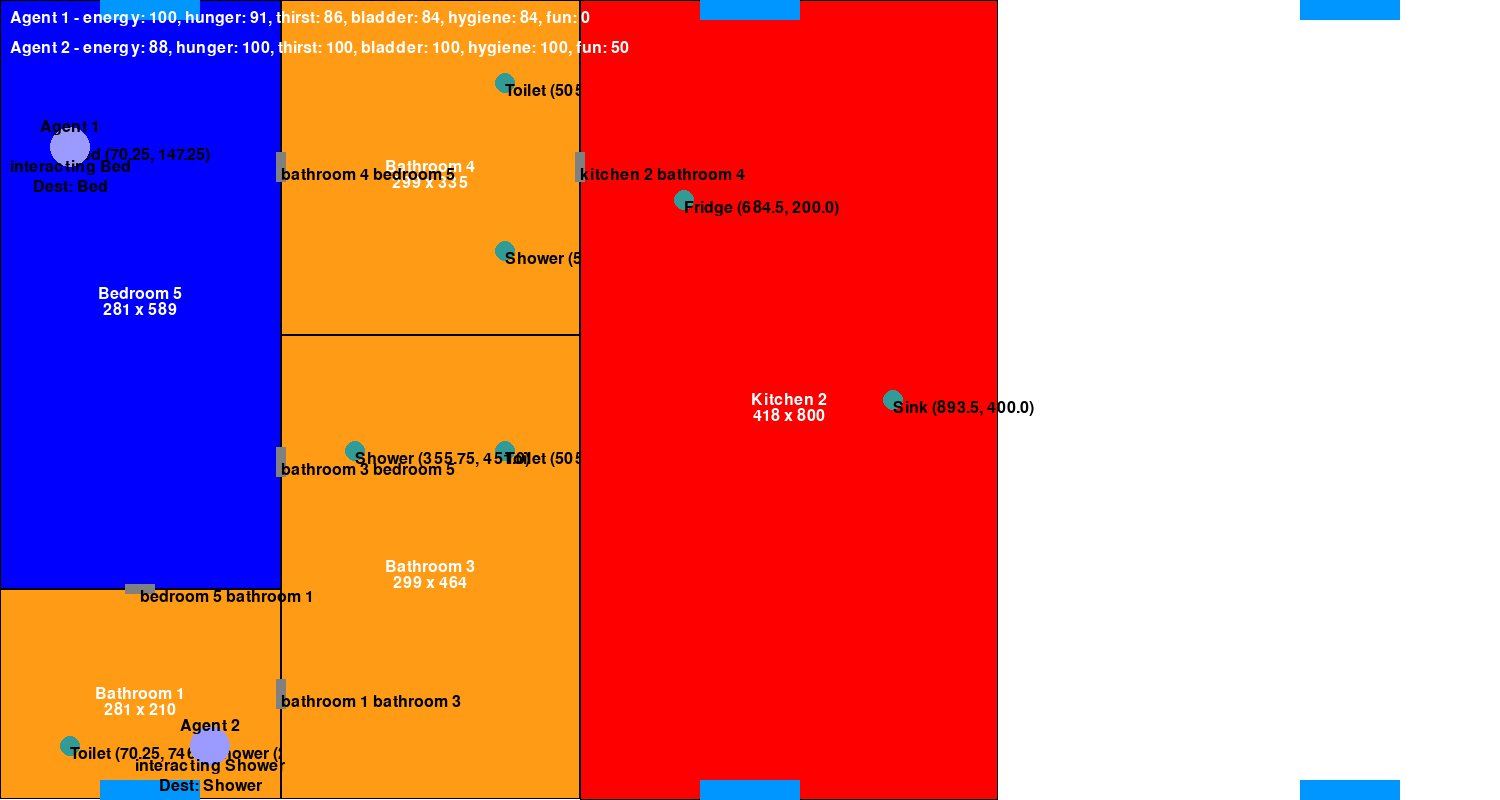 Agent 1 - energy: 100, hunger: 91, thirst: 86, bladder: 84, hygiene: 84, fun: 0
Agent 2 - energy: 88, hunger: 100, thirst: 100, bladder: 100, hygiene: 100, fun: 50
Toilet (505
Agent 1
(70.25, 147.25)
interacting Bed
Dest: Bed
Bathroom 4
299 x 335
bathroom 4 bedroom 5
kitchen 2 bathroom 4
Fridge (684.5, 200.0)
Shower (5
Bedroom 5
281 x 589
Kitchen 2
418 x 800
Sink (893.5, 400.0)
Shower (355.75, 451.0)
Toilet (505
bathroom 3 bedroom 5
Bathroom 3
299 x 464
bedroom 5 bathroom 1
Bathroom 1
281 x 210
bathroom 1 bathroom 3
Agent 2
Toilet (70.25, 746
interacting Shower
Dest: Shower